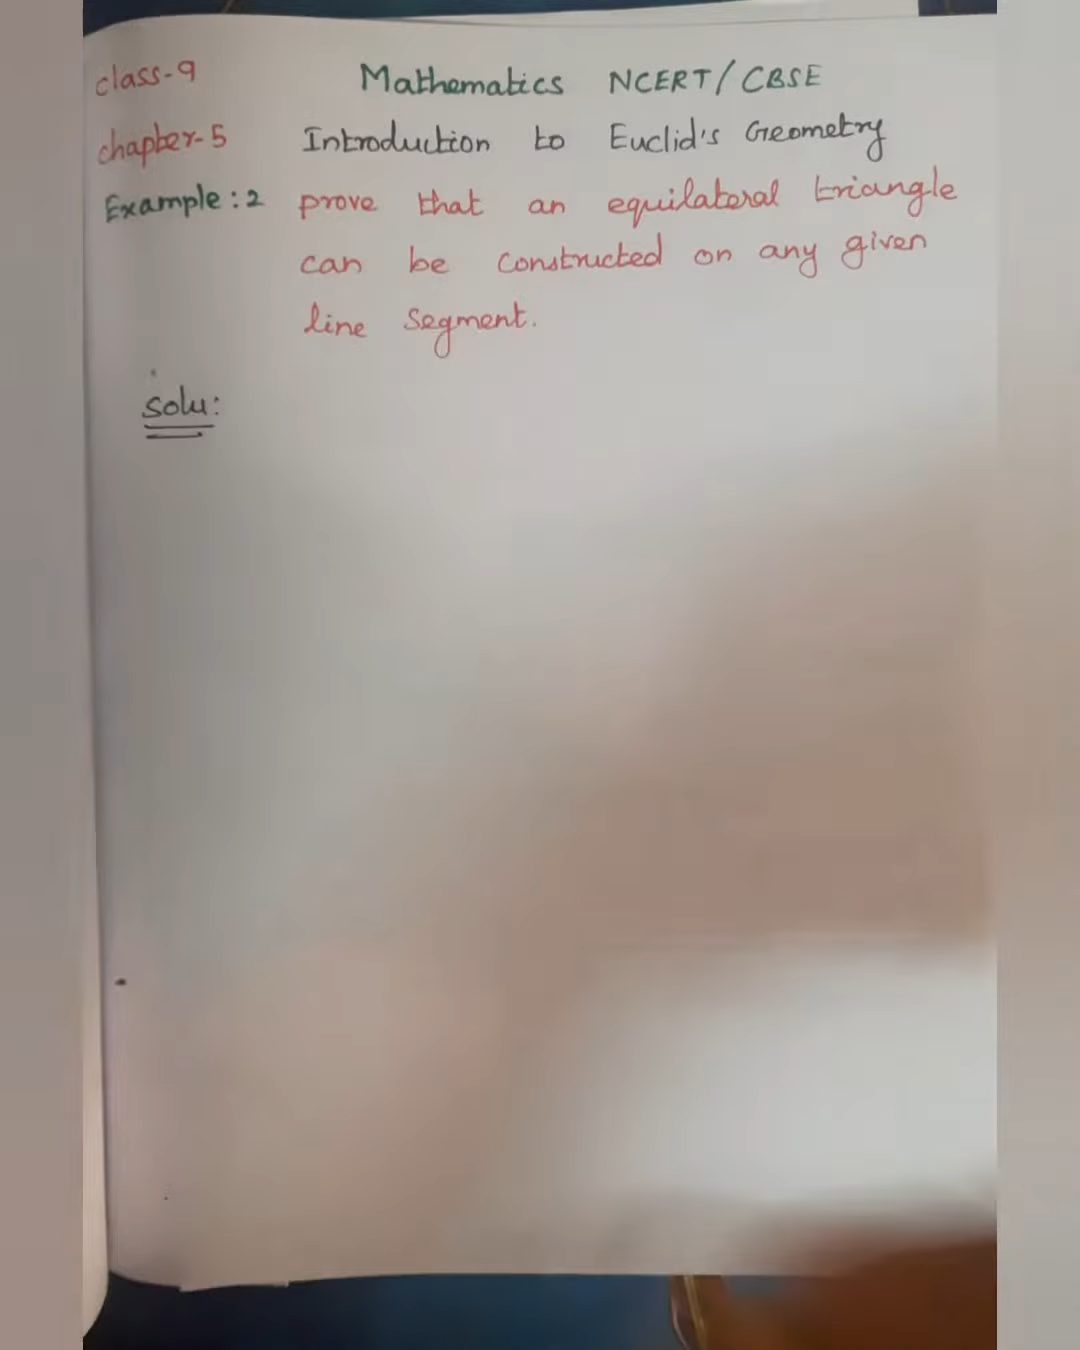 class-9 Mathematics NCERT/CBSE
chapter-5 Introduction to Euclid's Geometry
Example:2 prove that an equilateral triangle
can be constructed on any given
line segment.
Solu: